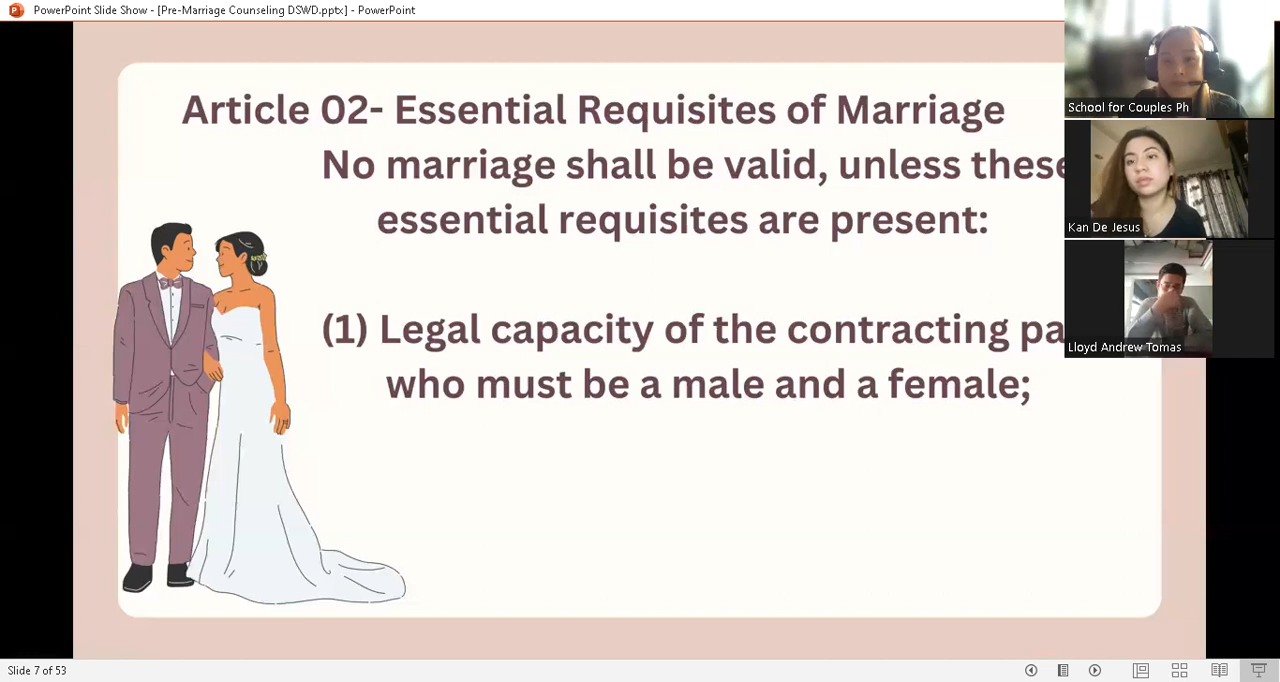 PowerPoint Slide Show - [Pre-Marriage Counseling DSWD.pptx] - PowerPoint
Article 02- Essential Requisites of Marriage
No marriage shall be valid, unless these
essential requisites are present:
(1) Legal capacity of the contracting pa
who must be a male and a female;
School for Couples Ph
Kan De Jesus
Lloyd Andrew Tomas
Slide 7 of 53